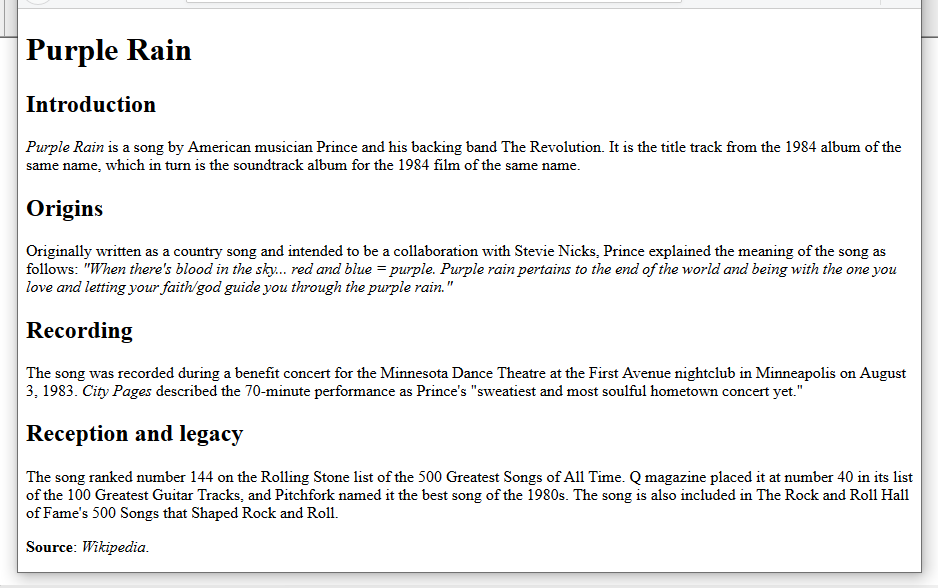 Purple Rain
Introduction
Purple Rain is a song by American musician Prince and his backing band The Revolution. It is the title track from the 1984 album of the
same name, which in turn is the soundtrack album for the 1984 film of the same name.
Origins
Originally written as a country song and intended to be a collaboration with Stevie Nicks, Prince explained the meaning of the song as
follows: "When there's blood in the sky... red and blue = purple. Purple rain pertains to the end of the world and being with the one you
love and letting your faith/god guide you through the purple rain."
Recording
The song was recorded during a benefit concert for the Minnesota Dance Theatre at the First Avenue nightclub in Minneapolis on August
3, 1983. City Pages described the 70-minute performance as Prince's "sweatiest and most soulful hometown concert yet."
Reception and legacy
The song ranked number 144 on the Rolling Stone list of the 500 Greatest Songs of All Time. Q magazine placed it at number 40 in its list
of the 100 Greatest Guitar Tracks, and Pitchfork named it the best song of the 1980s. The song is also included in The Rock and Roll Hall
of Fame's 500 Songs that Shaped Rock and Roll.
Source: Wikipedia.